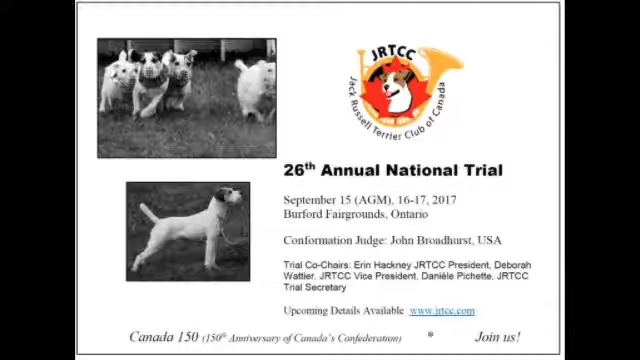 JRTCC
Jack Russell Terrier Club of Canada
26th Annual National Trial
September 15 (AGM), 16-17, 2017
Burford Fairgrounds, Ontario
Conformation Judge: John Broadhurst, USA
Trial Co-Chairs: Erin Hackney JRTCC President, Deborah
Wattier. JRTCC Vice President. Danièle Pichette. JRTCC
Trial Secretary
Upcoming Details Available www.jrtcc.com
Canada 150 (150th Anniversary of Canada's Confederation) * Join us!